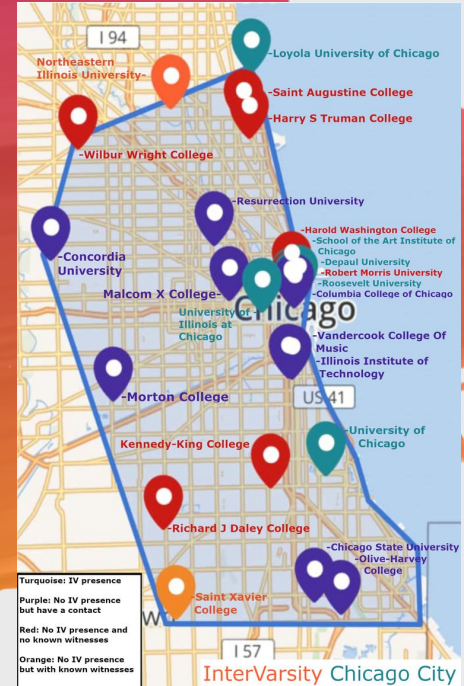 I 94
-Loyola University of Chicago
Northeastern
Illinois University-
-Saint Augustine College
-Harry S Truman College
-Wilbur Wright College
-Resurrection University
-Harold Washington College
-School of the Art Institute of
Chicago
-Depaul University
-Robert Morris University
-Roosevelt University
-Columbia College of Chicago
-Concordia
University
Malcom X College-
University of-
Illinois at
Chicago
Chicago
-Vandercook College Of
Music
-Illinois Institute of
Technology
-Morton College
US 41
-University of
Chicago
Kennedy-King College
-Richard J Daley College
-Chicago State University
-Olive-Harvey
College
-Saint Xavier
College
Turquoise: IV presence
Purple: No IV presence
but have a contact
Red: No IV presence and
no known witnesses
Orange: No IV presence
but with known witnesses
I 57
InterVarsity Chicago City